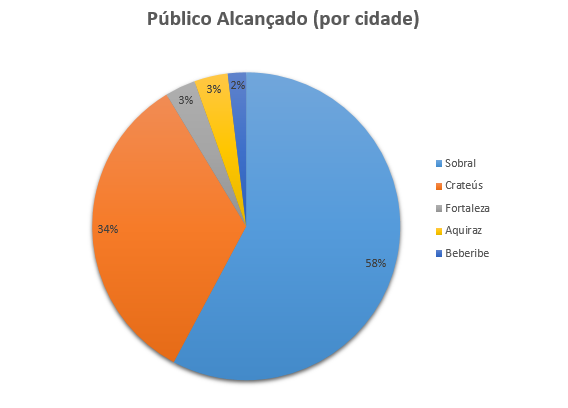 Público Alcançado (por cidade)
2%
3%
3%
34%
58%
Sobral
Crateús
Fortaleza
Aquiraz
Beberibe